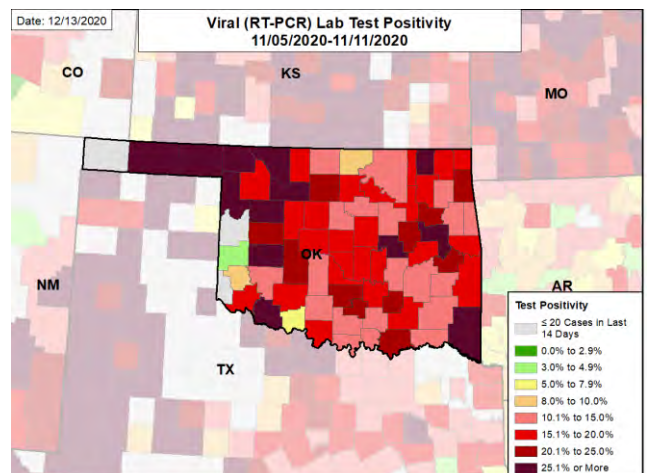 Date: 12/13/2020
Viral (RT-PCR) Lab Test Positivity
11/05/2020-11/11/2020
CO
KS
MO
OK
NM
AR
TX
Test Positivity
≤ 20 Cases in Last
14 Days
0.0% to 2.9%
3.0% to 4.9%
5.0% to 7.9%
8.0% to 10.0%
10.1% to 15.0%
15.1% to 20.0%
20.1% to 25.0%
25.1% or More